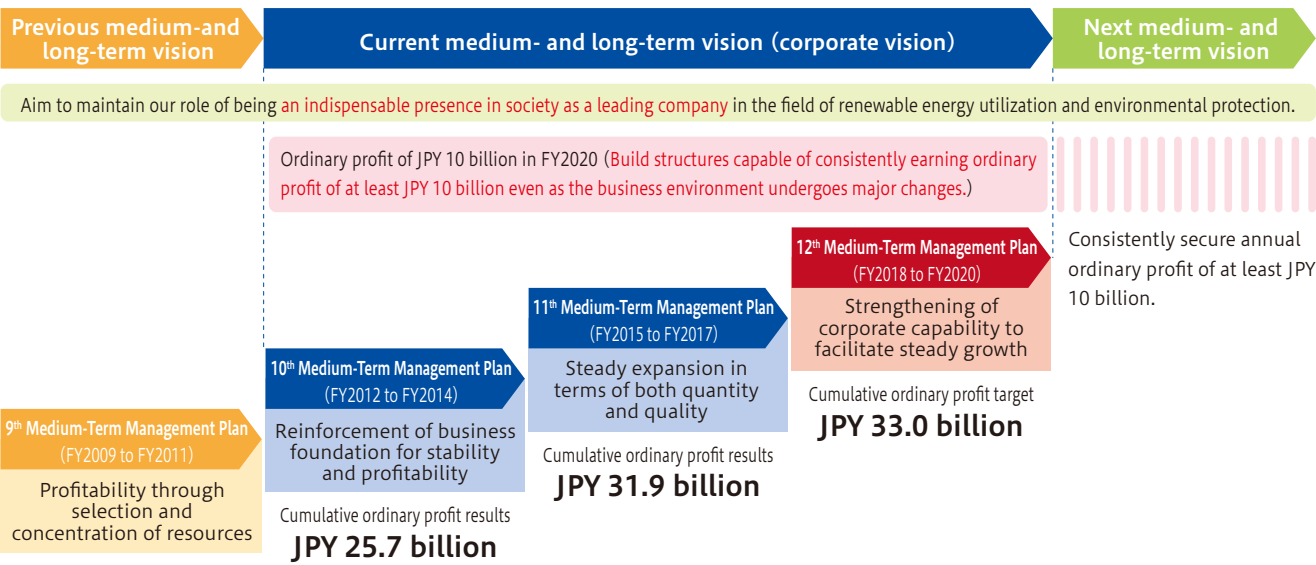 Previous medium-and
long-term vision
Current medium- and long-term vision (corporate vision)
Next medium- and
long-term vision
Aim to maintain our role of being an indispensable presence in society as a leading company in the field of renewable energy utilization and environmental protection.
Ordinary profit of JPY 10 billion in FY2020 (Build structures capable of consistently earning ordinary
profit of at least JPY 10 billion even as the business environment undergoes major changes.)
9th Medium-Term Management Plan
(FY2009 to FY2011)
Profitability through
selection and
concentration of resources
10th Medium-Term Management Plan
(FY2012 to FY2014)
Reinforcement of business
foundation for stability
and profitability
Cumulative ordinary profit results
JPY 25.7 billion
11th Medium-Term Management Plan
(FY2015 to FY2017)
Steady expansion in
terms of both quantity
and quality
Cumulative ordinary profit results
JPY 31.9 billion
12th Medium-Term Management Plan
(FY2018 to FY2020)
Strengthening of
corporate capability to
facilitate steady growth
Cumulative ordinary profit target
JPY 33.0 billion
Consistently secure annual
ordinary profit of at least JPY
10 billion.